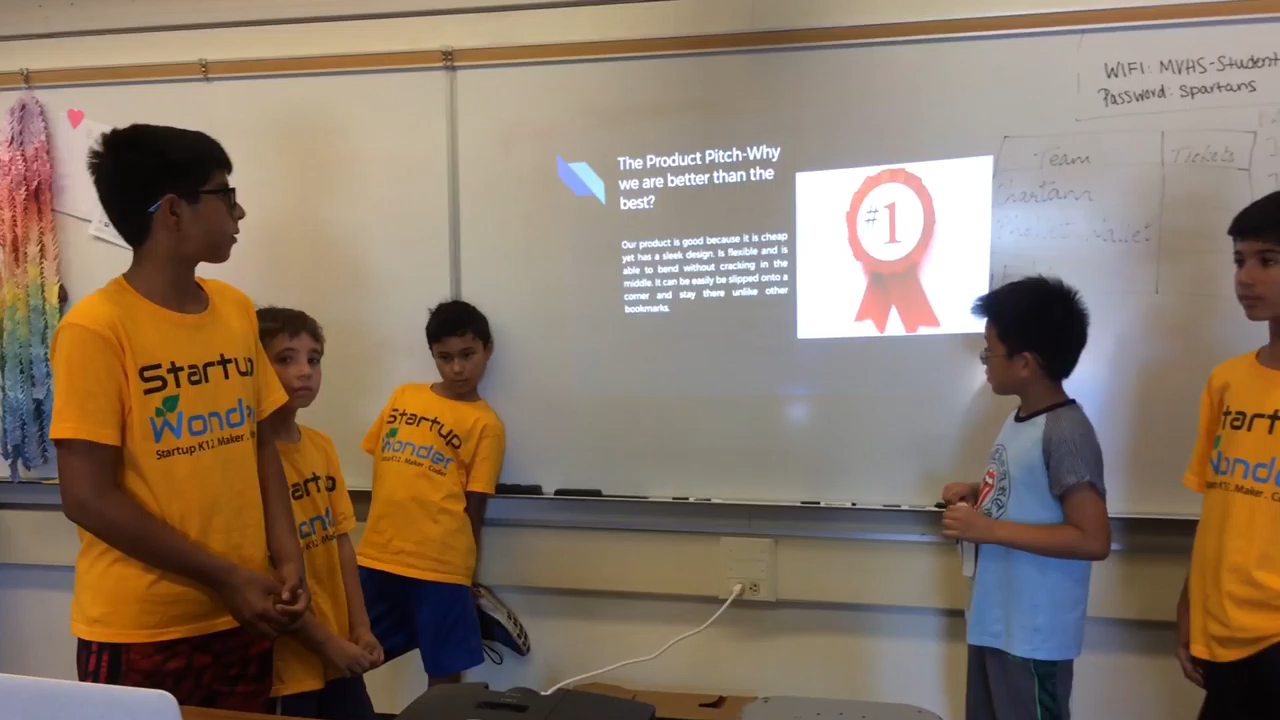 WIFI: MVHS-Student
Password: Spartans
Team Tickets
The Product Pitch-Why
we are better than the
best?
Our product is good because it is cheap
yet has a sleek design. Is flexible and is
able to bend without cracking in the
middle. It can be easily be slipped onto a
corner and stay there unlike other
bookmarks.
#1
Startup
Wonder
Startup K12. Maker.
Startup
Wonder
Startup K12. Maker. Coder